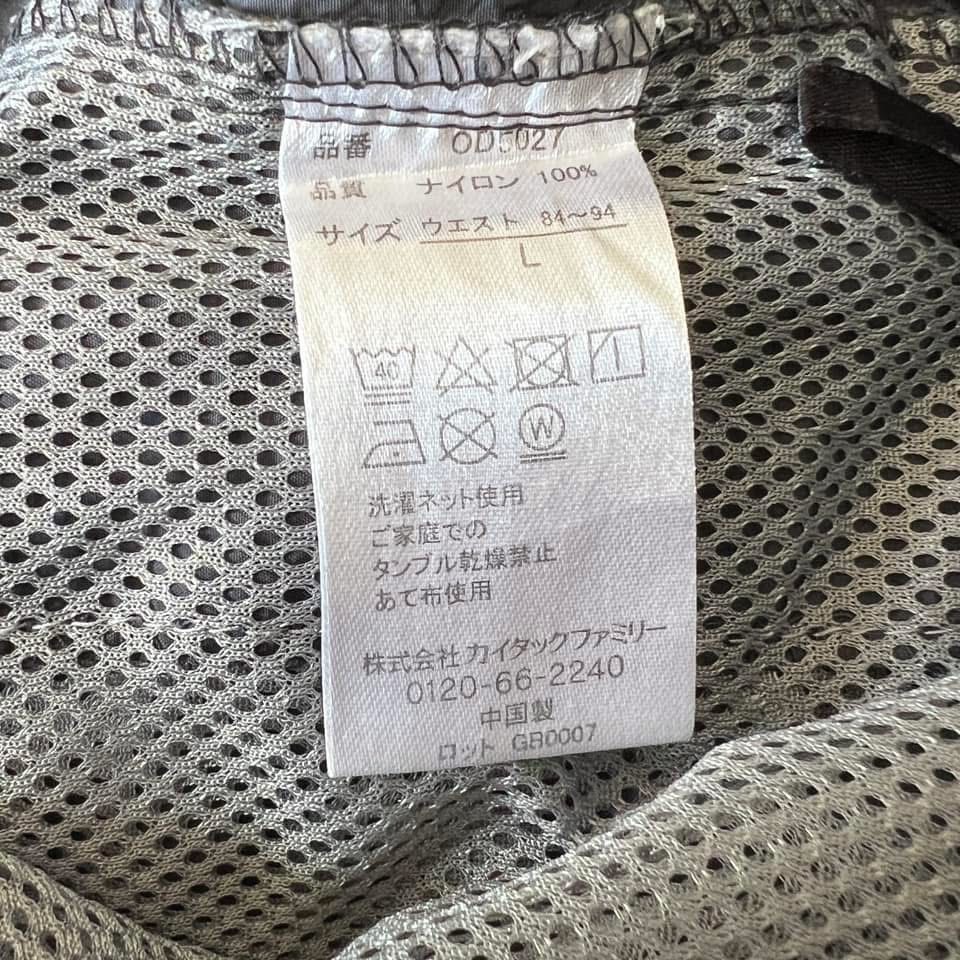 品番 OD5027
品質 ナイロン 100%
サイズ ウエスト 84～94
L
40
W
洗濯ネット使用
ご家庭での
タンブル乾燥禁止
あて布使用
株式会社カイタックファミリー
0120-66-2240
中国製
ロット GR0007